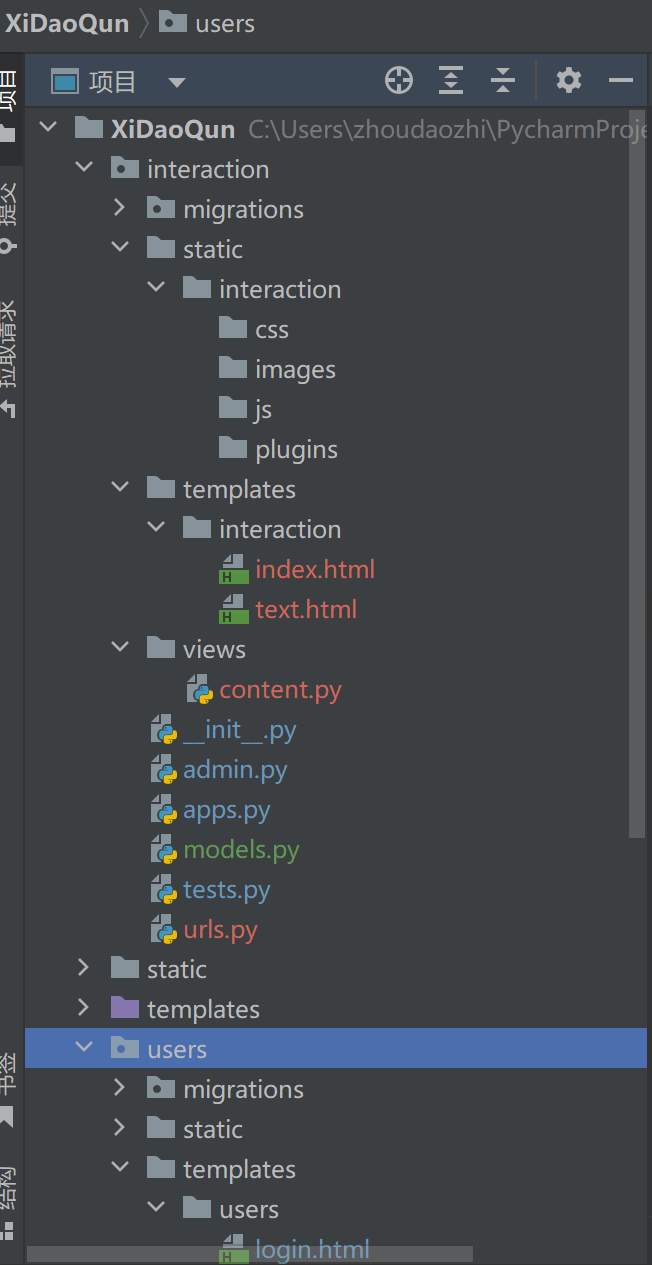 XiDaoQun users
项目
项目
XiDaoQun C:\Users\zhoudaozhi\PycharmProje
interaction
migrations
提交
static
interaction
拉取请求
css
images
js
plugins
templates
interaction
index.html
text.html
views
content.py
__init__.py
admin.py
apps.py
models.py
tests.py
urls.py
static
templates
users
书签
migrations
static
templates
结构
users
login.html